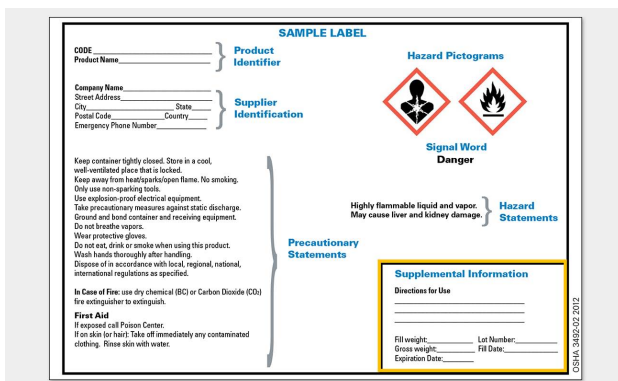 SAMPLE LABEL
CODE
Product Name
Product
Identifier
Company Name
Street Address
City State
Postal Code Country
Emergency Phone Number
Supplier
Identification
Keep container tightly closed. Store in a cool,
well-ventilated place that is locked.
Keep away from heat/sparks/open flame. No smoking.
Only use non-sparking tools.
Use explosion-proof electrical equipment.
Take precautionary measures against static discharge.
Ground and bond container and receiving equipment.
Do not breathe vapors.
Wear protective gloves.
Do not eat, drink or smoke when using this product.
Wash hands thoroughly after handling.
Dispose of in accordance with local, regional, national,
international regulations as specified.
In Case of Fire: use dry chemical (BC) or Carbon Dioxide (CO₂)
fire extinguisher to extinguish.
First Aid
If exposed call Poison Center.
If on skin (or hair): Take off immediately any contaminated
clothing. Rinse skin with water.
Precautionary
Statements
Hazard Pictograms
Signal Word
Danger
Highly flammable liquid and vapor.
May cause liver and kidney damage.
Hazard
Statements
Supplemental Information
Directions for Use
Fill weight: Lot Number:
Gross weight: Fill Date:
Expiration Date:
OSHA 3492-02 2012